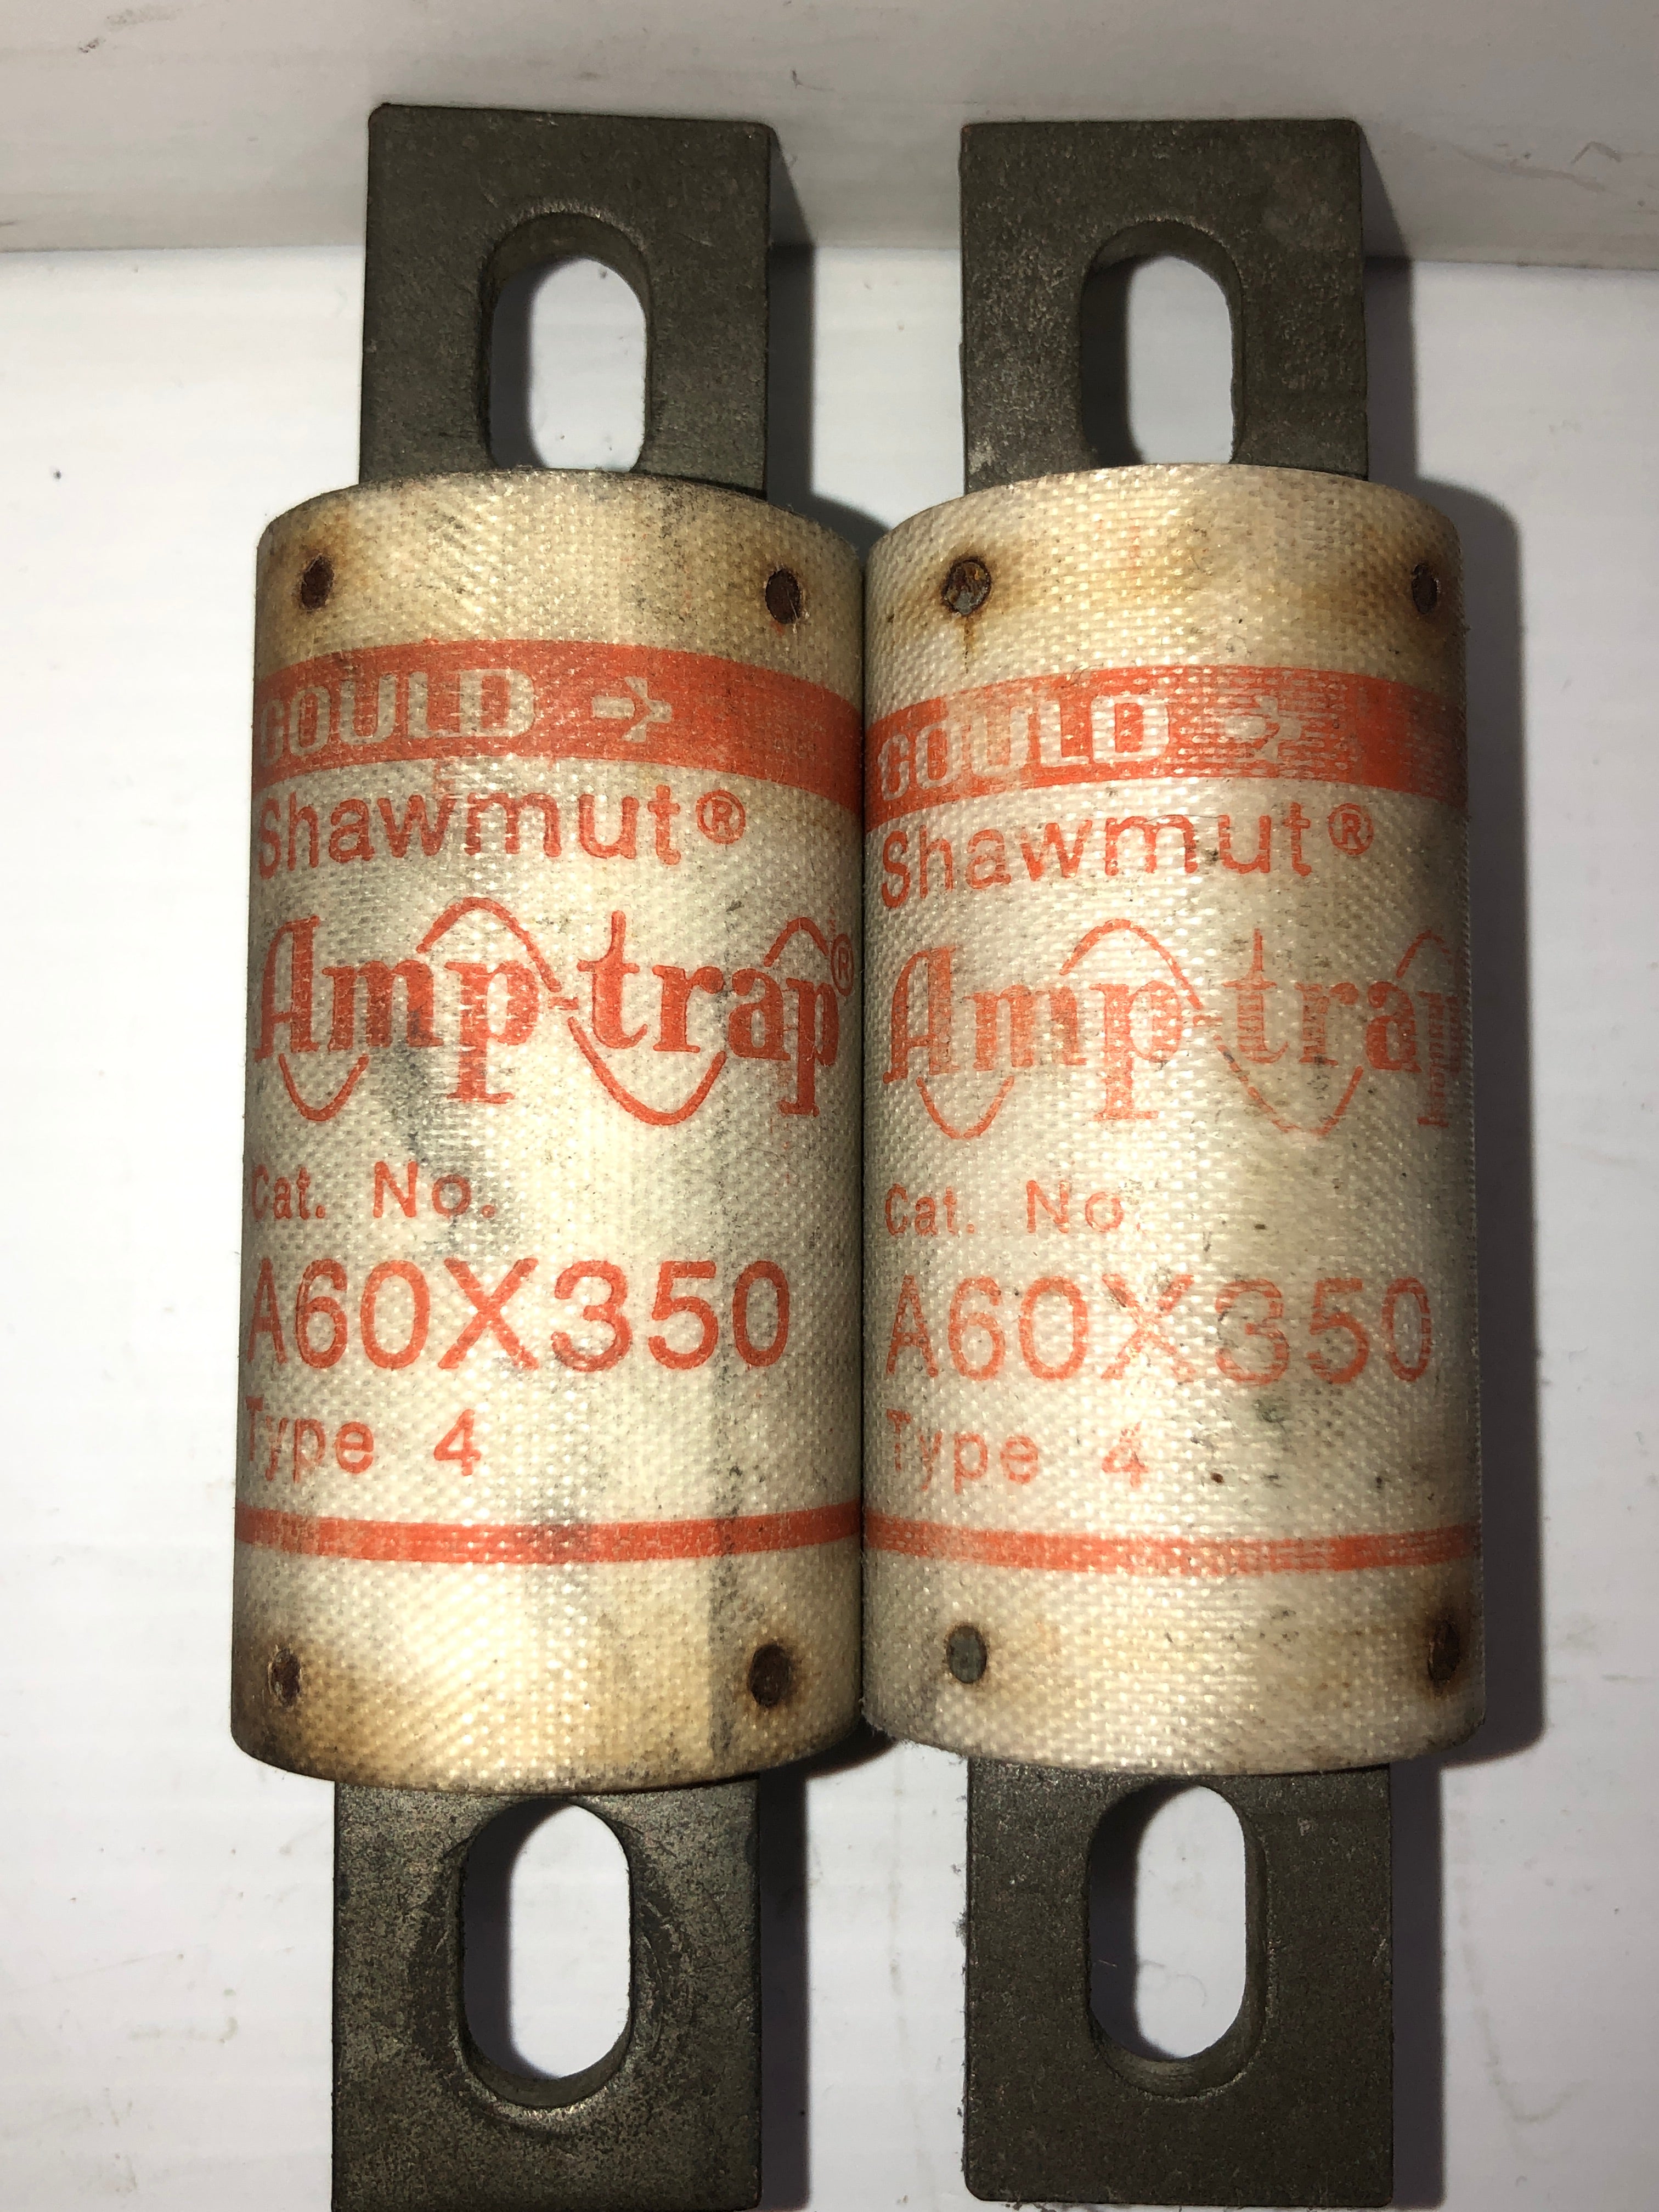 GOULD
Shawmut®
Amp-trap®
Cat. No.
A60X350
Type 4
GOULD
Shawmut®
Amp-trap
Cat. No.
A60X350
Type 4